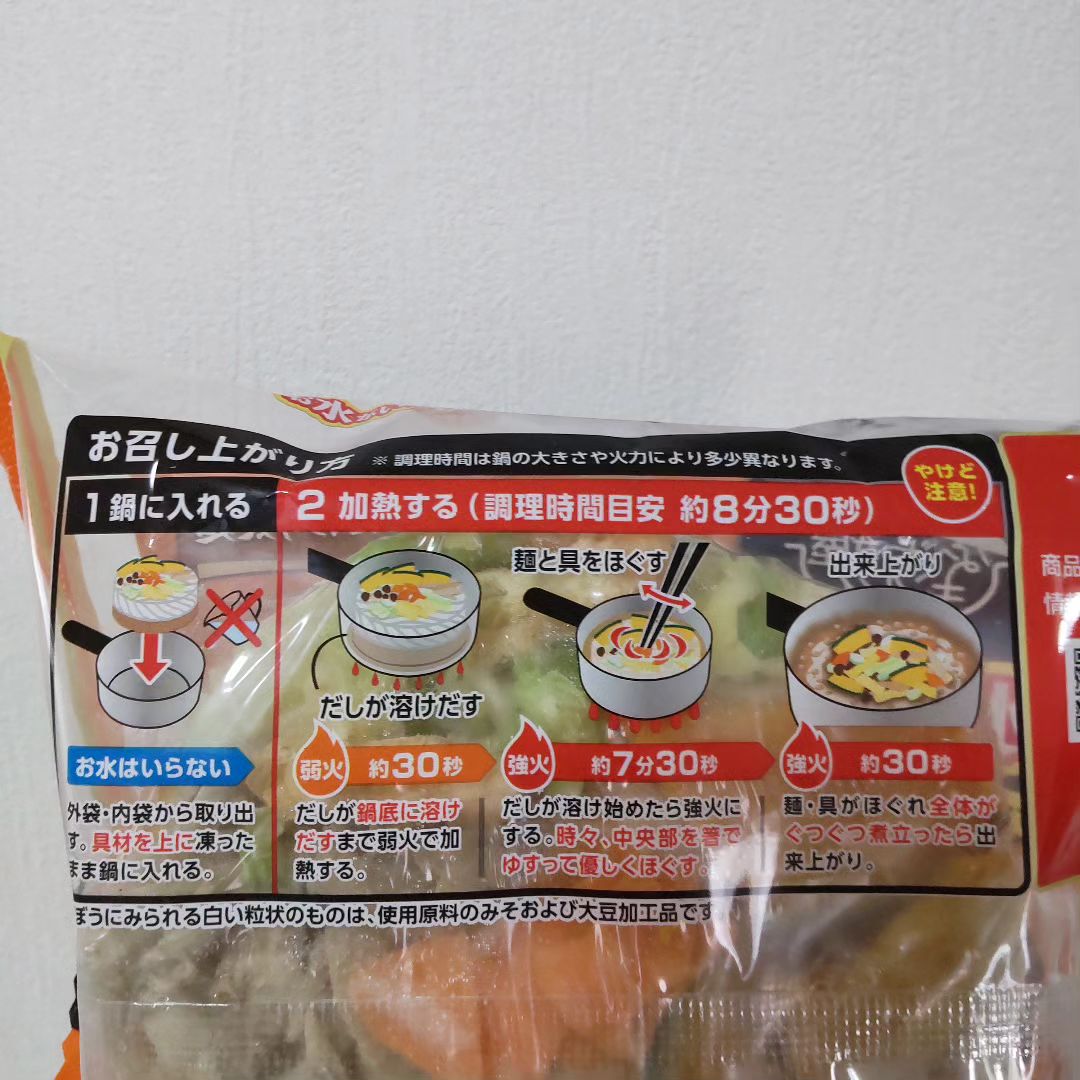 お水がい
お召し上がり方 ※調理時間は鍋の大きさや火力により多少異なります。
やけど
注意!
1 鍋に入れる
2 加熱する(調理時間目安 約8分30秒)
お水はいらない
外袋・内袋から取り出
す。具材を上に凍った
まま鍋に入れる。
だしが溶けだす
弱火 約30秒
だしが鍋底に溶け
だすまで弱火で加
熱する。
麺と具をほぐす
強火 約7分30秒
だしが溶け始めたら強火に
する。時々、中央部を箸で
ゆすって優しくほぐす。
出来上がり
強火 約30秒
麺・具がほぐれ全体が
ぐつぐつ煮立ったら出
来上がり。
ぼうにみられる白い粒状のものは、使用原料のみそおよび大豆加工品です
商品